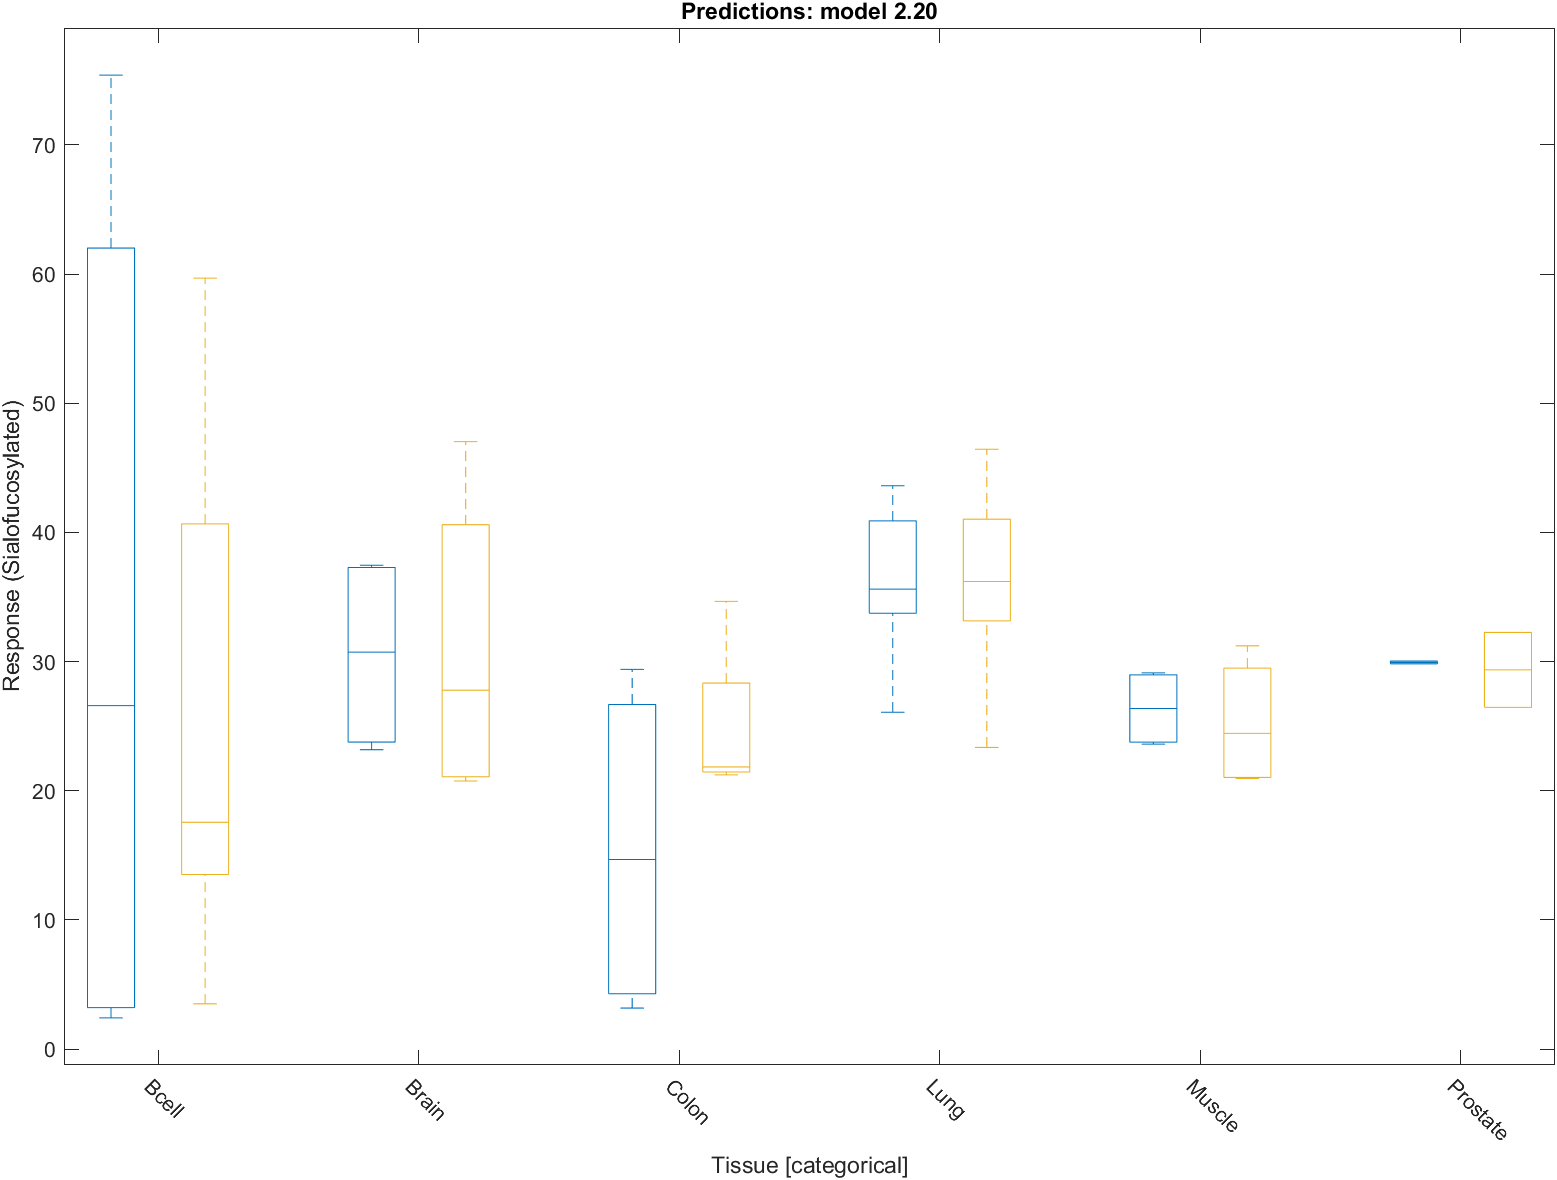 Predictions: model 2.20
Response (Sialofucosylated)
70
60
50
40
30
20
10
0
Bcell
Brain
Colon
Lung
Muscle
Prostate
Tissue [categorical]